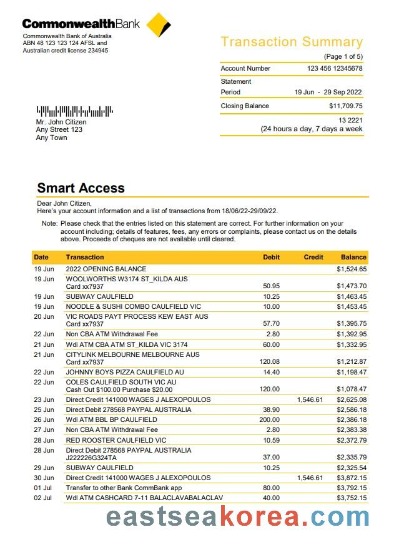 CommonwealthBank
Commonwealth Bank of Australia
ABN 48 123 123 124 AFSL and
Australian credit license 234945
Transaction Summary
(Page 1 of 5)
Account Number 123 456 12345678
Statement
Period 19 Jun - 29 Sep 2022
Closing Balance $11,709.75
13 2221
(24 hours a day, 7 days a week
Mr. John Citizen
Any Street 123
Any Town
Smart Access
Dear John Citizen,
Here's your account information and a list of transactions from 18/06/22-29/09/22.
Note: Please check that the entries listed on this statement are correct. For further information on your
account including; details of features, fees, any errors or complaints, please contact us on the details
above. Proceeds of cheques are not available until cleared.
Date Transaction Debit Credit Balance
19 Jun 2022 OPENING BALANCE $1,524.65
19 Jun WOOLWORTHS W3174 ST_KILDA AUS
Card xx7937 50.95 $1,473.70
19 Jun SUBWAY CAULFIELD 10.25 $1,463.45
19 Jun NOODLE & SUSHI COMBO CAULFIELD VIC 10.00 $1,453.45
20 Jun VIC ROADS PAYT PROCESS KEW EAST AUS
Card xx7937 57.70 $1,395.75
22 Jun Non CBA ATM Withdrawal Fee 2.80 $1,392.95
21 Jun Wdl ATM CBA ATM ST_KILDA VIC 3174 60.00 $1,332.95
21 Jun CITYLINK MELBOURNE MELBOURNE AUS
Card xx7937 120.08 $1,212.87
22 Jun JOHNNY BOYS PIZZA CAULFIELD AU 14.40 $1,198.47
22 Jun COLES CAULFIELD SOUTH VIC AU
Cash Out $100.00 Purchase $20.00 120.00 $1,078.47
23 Jun Direct Credit 141000 WAGES J ALEXOPOULOS 1,546.61 $2,625.08
25 Jun Direct Debit 278568 PAYPAL AUSTRALIA 38.90 $2,586.18
26 Jun Wdl ATM BBL BP CAULFIELD 200.00 $2,386.18
27 Jun Non CBA ATM Withdrawal Fee 2.80 $2,383.38
28 Jun RED ROOSTER CAULFIELD VIC 10.59 $2,372.79
28 Jun Direct Debit 278568 PAYPAL AUSTRALIA
J222226G324TA 37.00 $2,335.79
29 Jun SUBWAY CAULFIELD 10.25 $2,325.54
30 Jun Direct Credit 141000 WAGES J ALEXOPOULOS 1,546.61 $3,872.15
01 Jul Transfer to other Bank CommBank app 80.00 $3,792.15
02 Jul Wdl ATM CASHCARD 7-11 BALACLAVABALACLAV 40.00 $3,752.15
eastseakorea.com